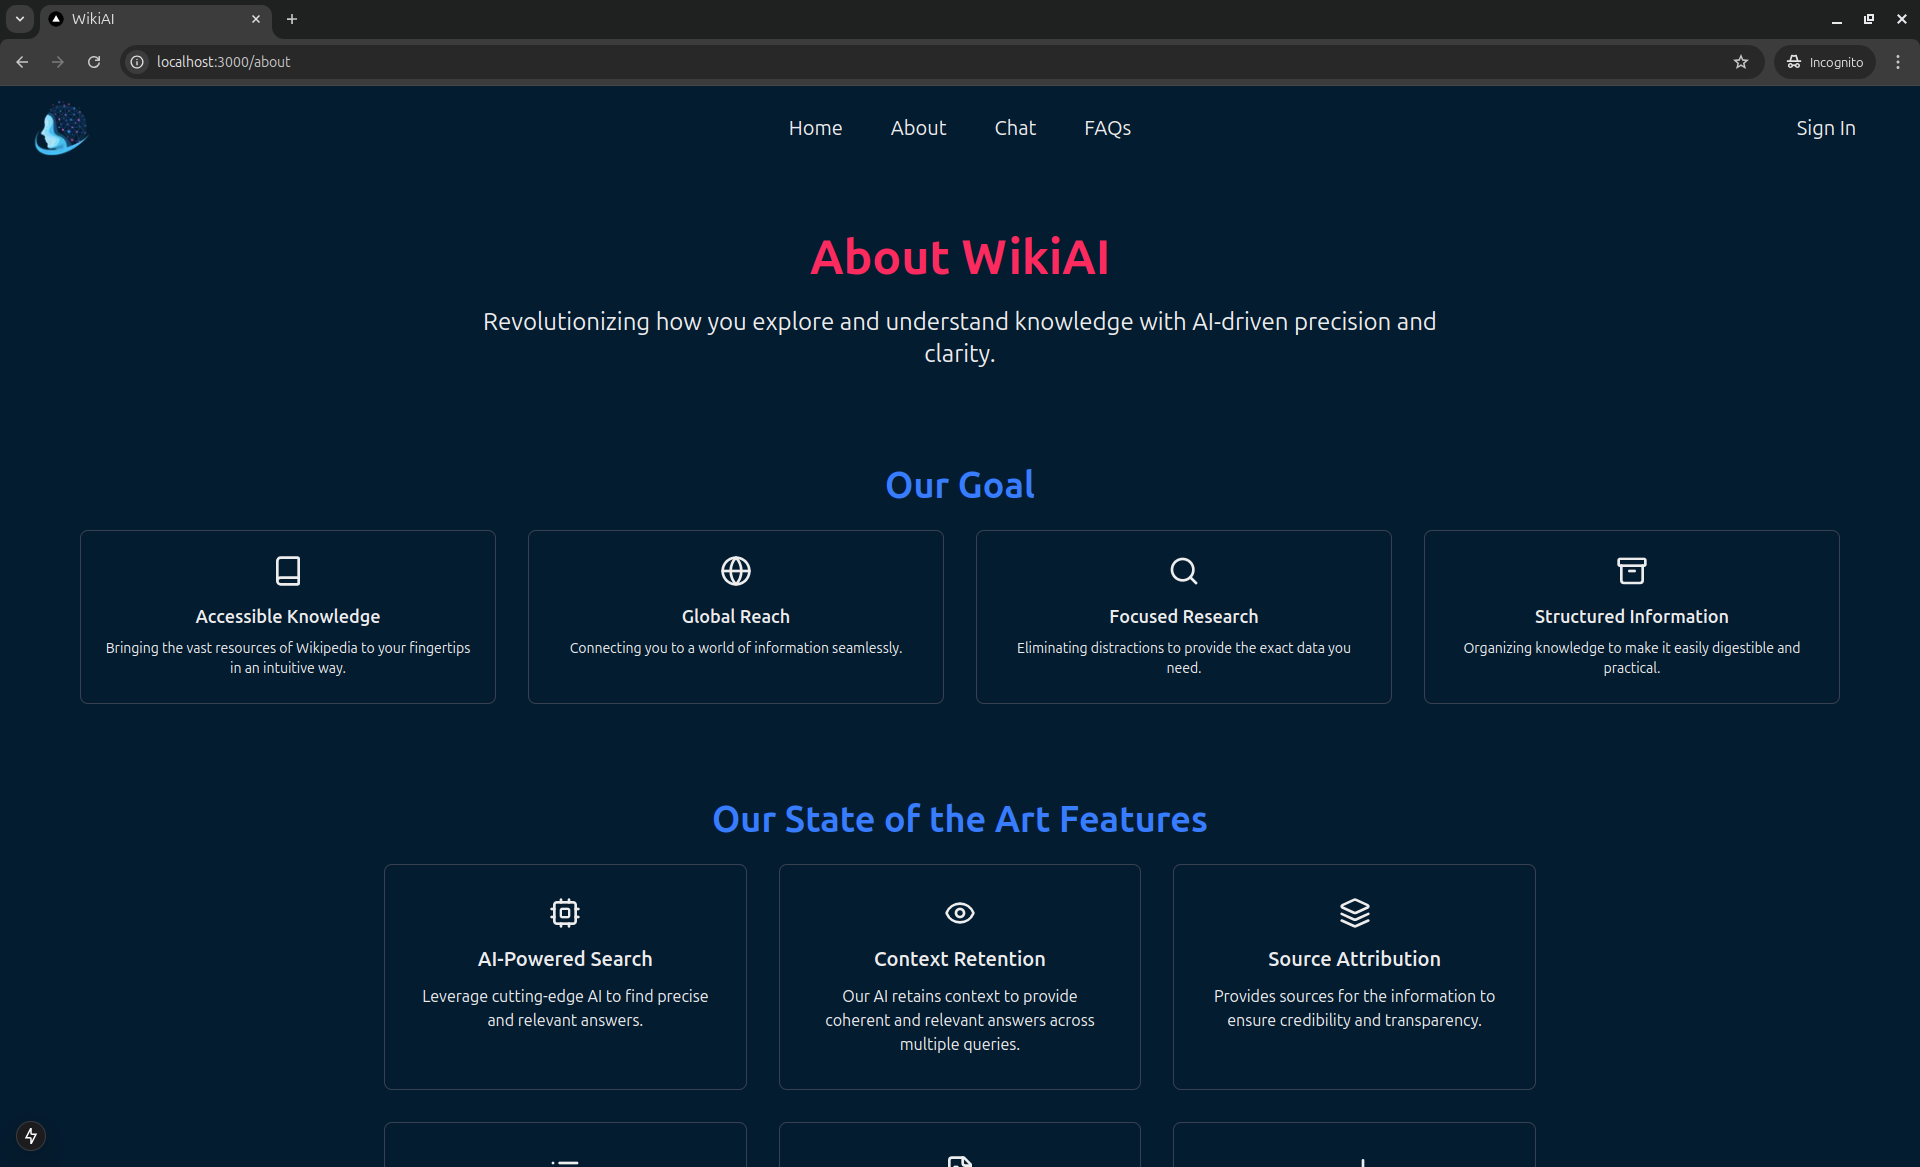 WikiAI
localhost:3000/about
Incognito
Home About Chat FAQs Sign In
About WikiAI
Revolutionizing how you explore and understand knowledge with AI-driven precision and
clarity.
Our Goal
Accessible Knowledge
Bringing the vast resources of Wikipedia to your fingertips
in an intuitive way.
Global Reach
Connecting you to a world of information seamlessly.
Focused Research
Eliminating distractions to provide the exact data you
need.
Structured Information
Organizing knowledge to make it easily digestible and
practical.
Our State of the Art Features
AI-Powered Search
Leverage cutting-edge AI to find precise
and relevant answers.
Context Retention
Our AI retains context to provide
coherent and relevant answers across
multiple queries.
Source Attribution
Provides sources for the information to
ensure credibility and transparency.